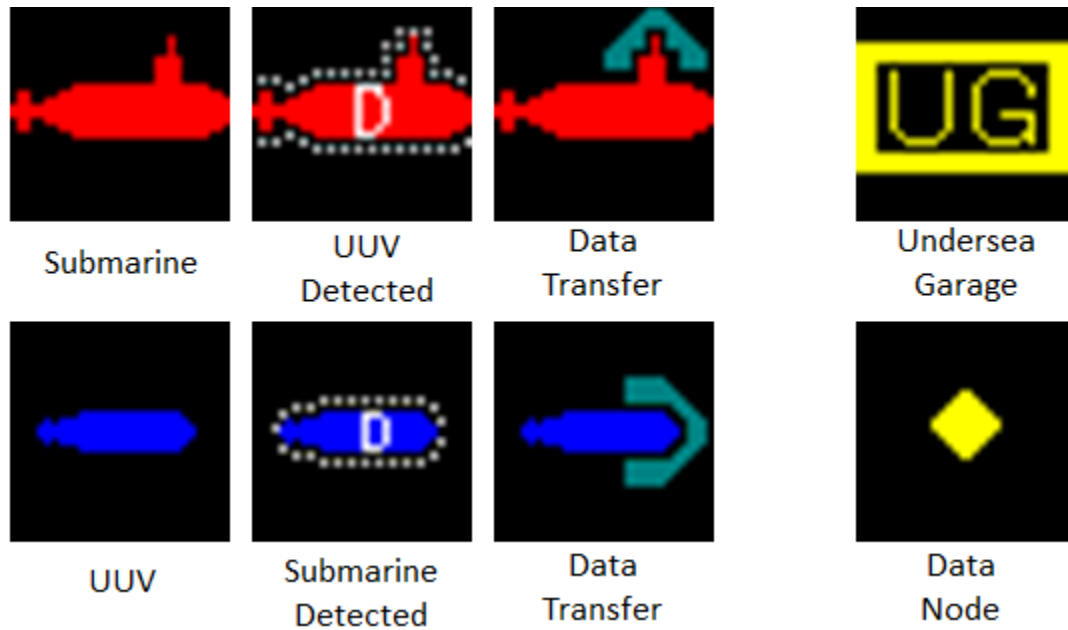 D
UG
Submarine
UUV
Detected
Data
Transfer
Undersea
Garage
D
UUV
Submarine
Detected
Data
Transfer
Data
Node